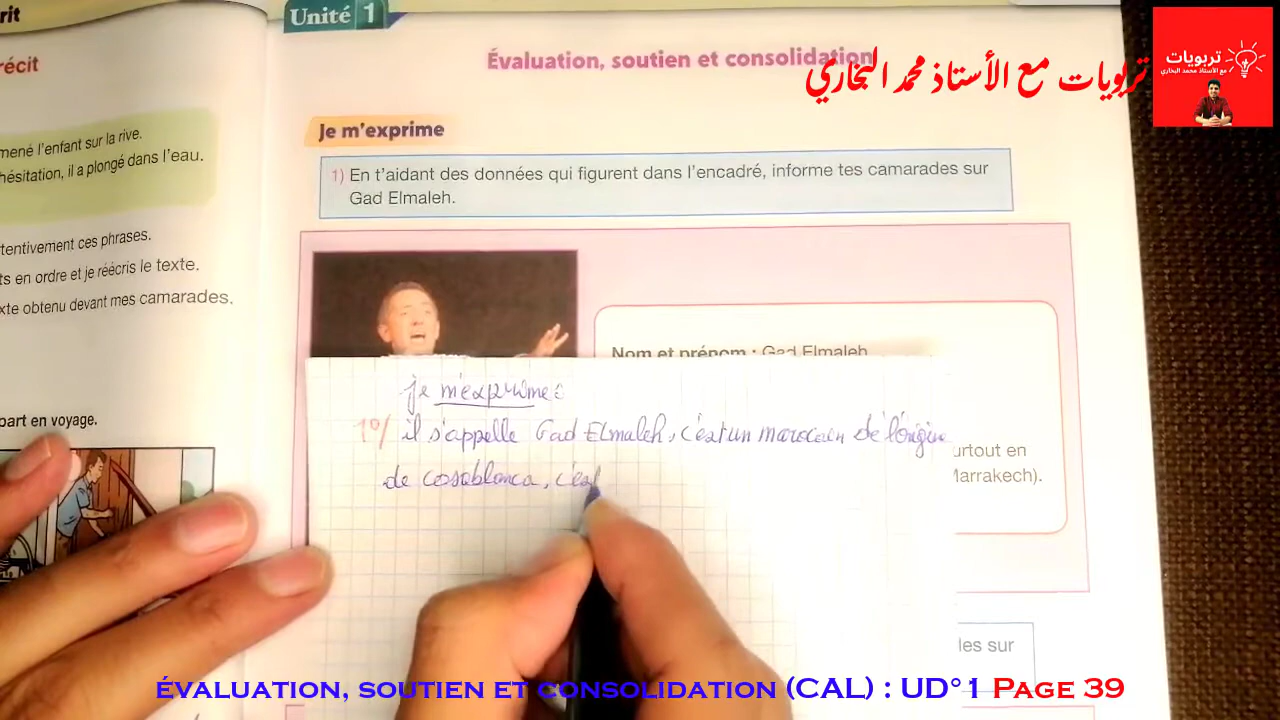 rit
Unité 1
récit
Évaluation, soutien et consolidation
تربويات مع الأستاذ محمد البخاري
تربويات
مع الأستاذ محمد البخاري
mené l'enfant sur la rive.
hésitation, il a plongé dans l'eau.
Je m'exprime
1) En t'aidant des données qui figurent dans l'encadré, informe tes camarades sur
Gad Elmaleh.
tentivement ces phrases.
ts en ordre et je réécris le texte.
xte obtenu devant mes camarades.
Nom et prénom : Gad Elmaleh
je m'exprime :
1°/ il s'appelle Gad Elmaleh, c'est un marocain de l'origine
de casablanca, c'est
part en voyage.
urtout en
Marrakech).
les sur
Évaluation, soutien et consolidation (CAL) : UD°1 Page 39